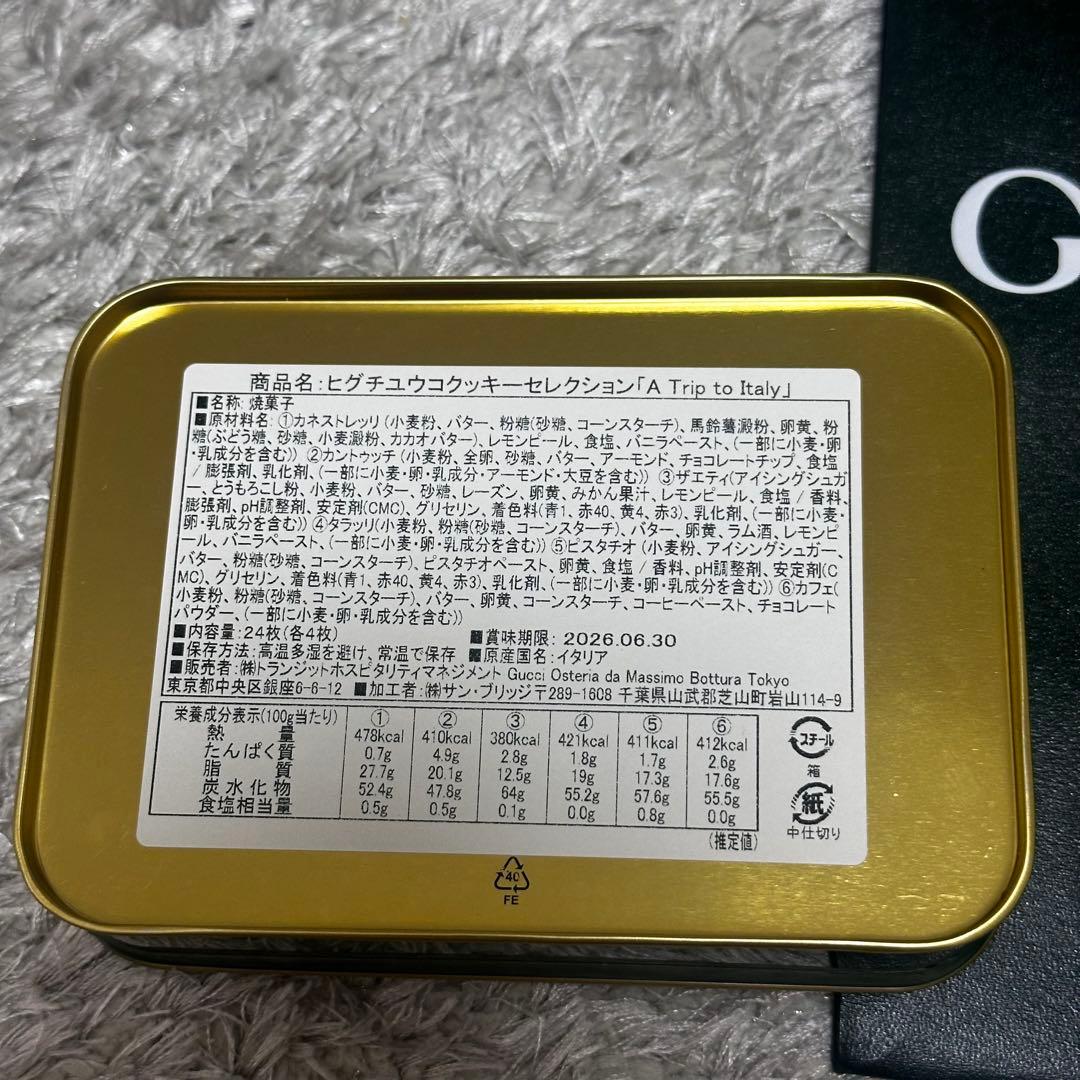 商品名:ヒグチユウコクッキーセレクション「A Trip to Italy」
■名称:焼菓子
■原材料名:①カネストレッリ(小麦粉、バター、粉糖(砂糖、コーンスターチ)、馬鈴薯澱粉、卵黄、粉
糖(ぶどう糖、砂糖、小麦澱粉、カカオバター)、レモンピール、食塩、バニラペースト、(一部に小麦・卵
・乳成分を含む)) ②カントゥッチ(小麦粉、全卵、砂糖、バター、アーモンド、チョコレートチップ、食塩
/ 膨張剤、乳化剤、(一部に小麦・卵・乳成分・アーモンド・大豆を含む)) ③ザエティ(アイシングシュガ
ー、とうもろこし粉、小麦粉、バター、砂糖、レーズン、卵黄、みかん果汁、レモンピール、食塩 / 香料、
膨張剤、pH調整剤、安定剤(CMC)、グリセリン、着色料(青1、赤40、黄4、赤3)、乳化剤、(一部に小麦・
卵・乳成分を含む)) ④タラッリ(小麦粉、粉糖(砂糖、コーンスターチ)、バター、卵黄、ラム酒、レモンピ
ール、バニラペースト、(一部に小麦・卵・乳成分を含む)) ⑤ピスタチオ(小麦粉、アイシングシュガー、
バター、粉糖(砂糖、コーンスターチ)、ピスタチオペースト、卵黄、食塩 / 香料、pH調整剤、安定剤(C
MC)、グリセリン、着色料(青1、赤40、黄4、赤3)、乳化剤、(一部に小麦・卵・乳成分を含む)) ⑥カフェ(
小麦粉、粉糖(砂糖、コーンスターチ)、バター、卵黄、コーンスターチ、コーヒーペースト、チョコレート
パウダー、(一部に小麦・卵・乳成分を含む))
■内容量:24枚(各4枚) ■賞味期限:2026.06.30
■保存方法:高温多湿を避け、常温で保存 ■原産国名:イタリア
■販売者:㈱トランジットホスピタリティマネジメント Gucci Osteria da Massimo Bottura Tokyo
東京都中央区銀座6-6-12 ■加工者:㈱サン・ブリッジ〒289-1608 千葉県山武郡芝山町岩山114-9
栄養成分表示(100g当たり) ① ② ③ ④ ⑤ ⑥
熱量 478kcal 410kcal 380kcal 421kcal 411kcal 412kcal
たんぱく質 0.7g 4.9g 2.8g 1.8g 1.7g 2.6g
脂質 27.7g 20.1g 12.5g 19g 17.3g 17.6g
炭水化物 52.4g 47.8g 64g 55.2g 57.6g 55.5g
食塩相当量 0.5g 0.5g 0.1g 0.0g 0.8g 0.0g
(推定値)
スチール
箱
紙
中仕切り
40
FE
G